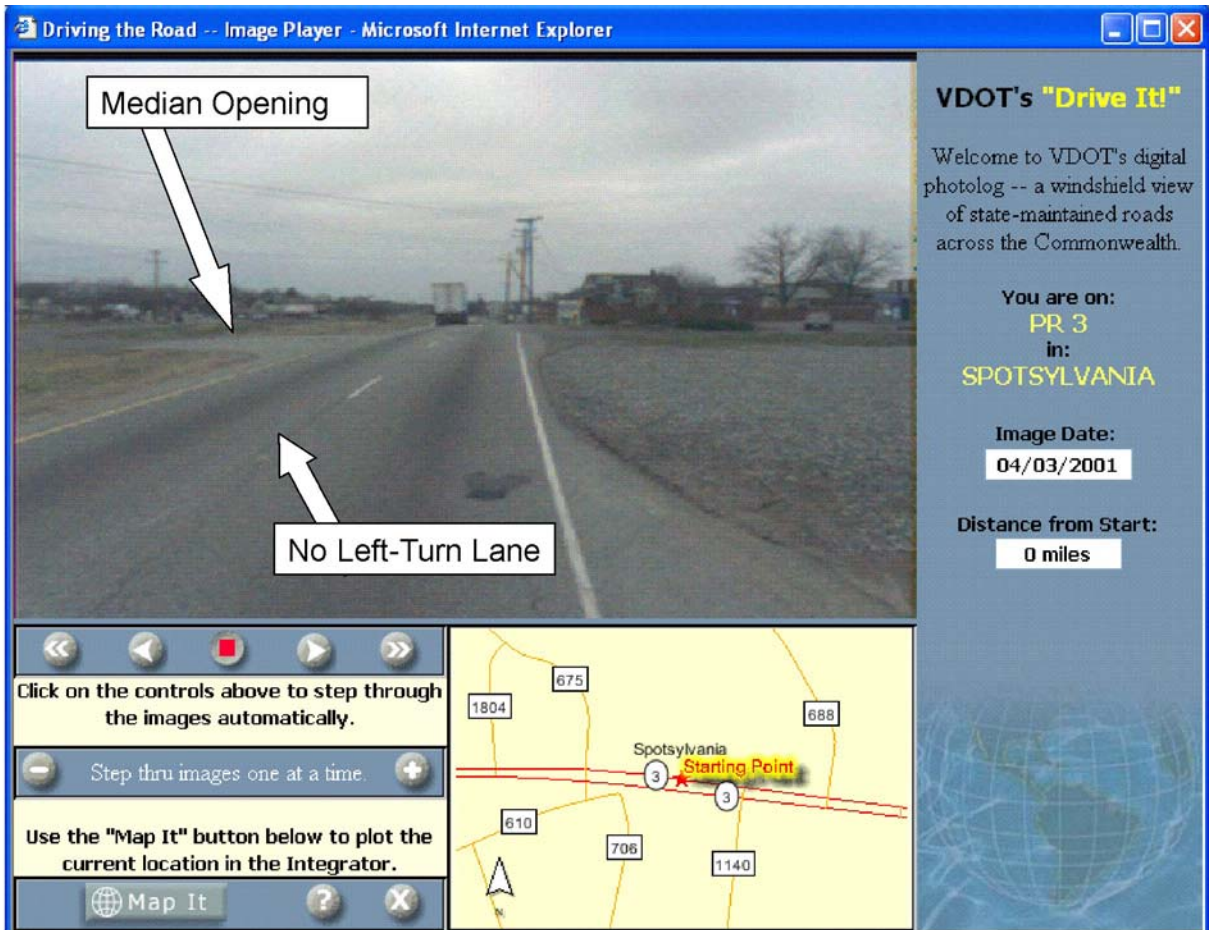 Driving the Road -- Image Player - Microsoft Internet Explorer
Median Opening
No Left-Turn Lane
VDOT's "Drive It!"
Welcome to VDOT's digital
photolog -- a windshield view
of state-maintained roads
across the Commonwealth.
You are on:
PR 3
in:
SPOTSYLVANIA
Image Date:
04/03/2001
Distance from Start:
0 miles
Click on the controls above to step through
the images automatically.
Step thru images one at a time.
Use the "Map It" button below to plot the
current location in the Integrator.
Map It
?
X
675
1804
688
Spotsylvania
Starting Point
3
3
610
706
1140
N